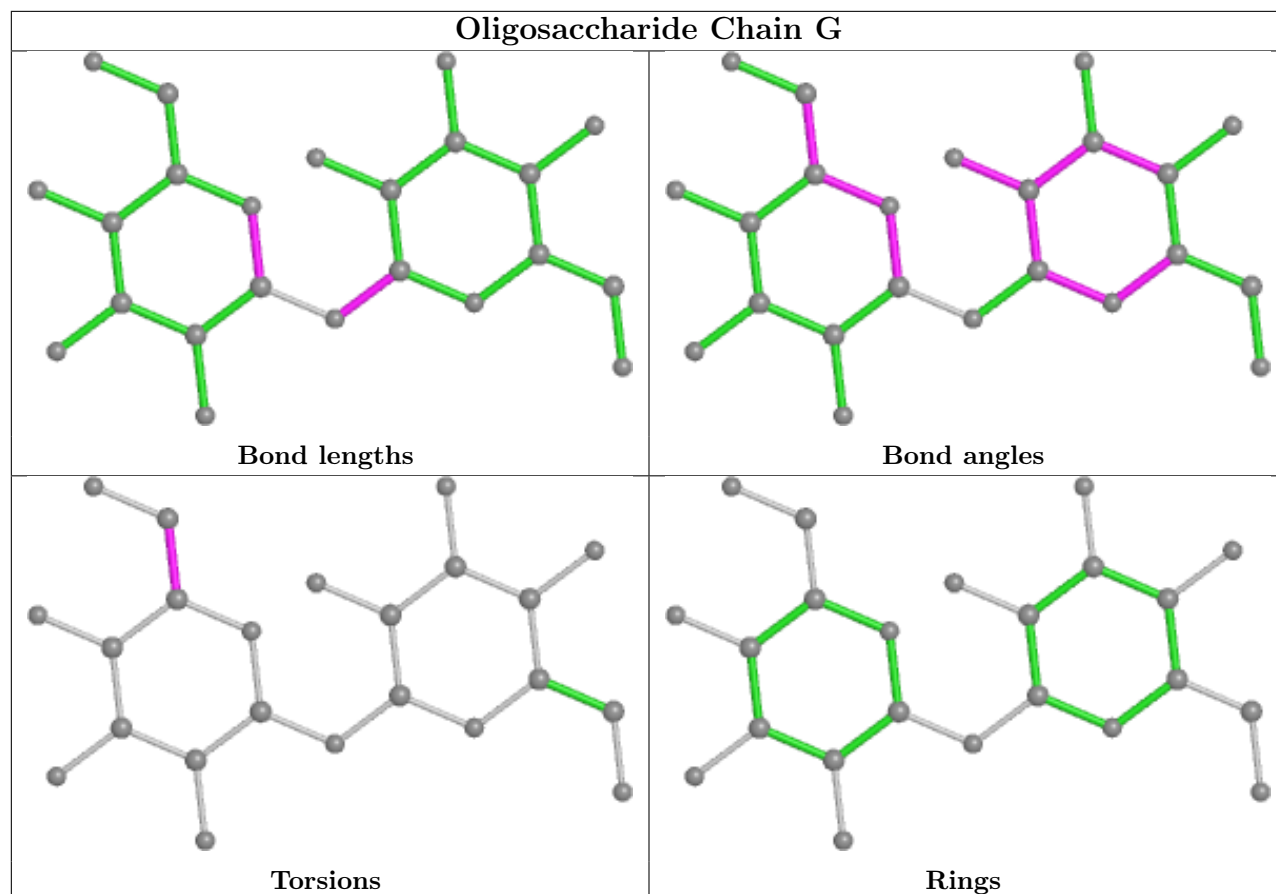 Oligosaccharide Chain G
Bond lengths
Bond angles
Torsions
Rings